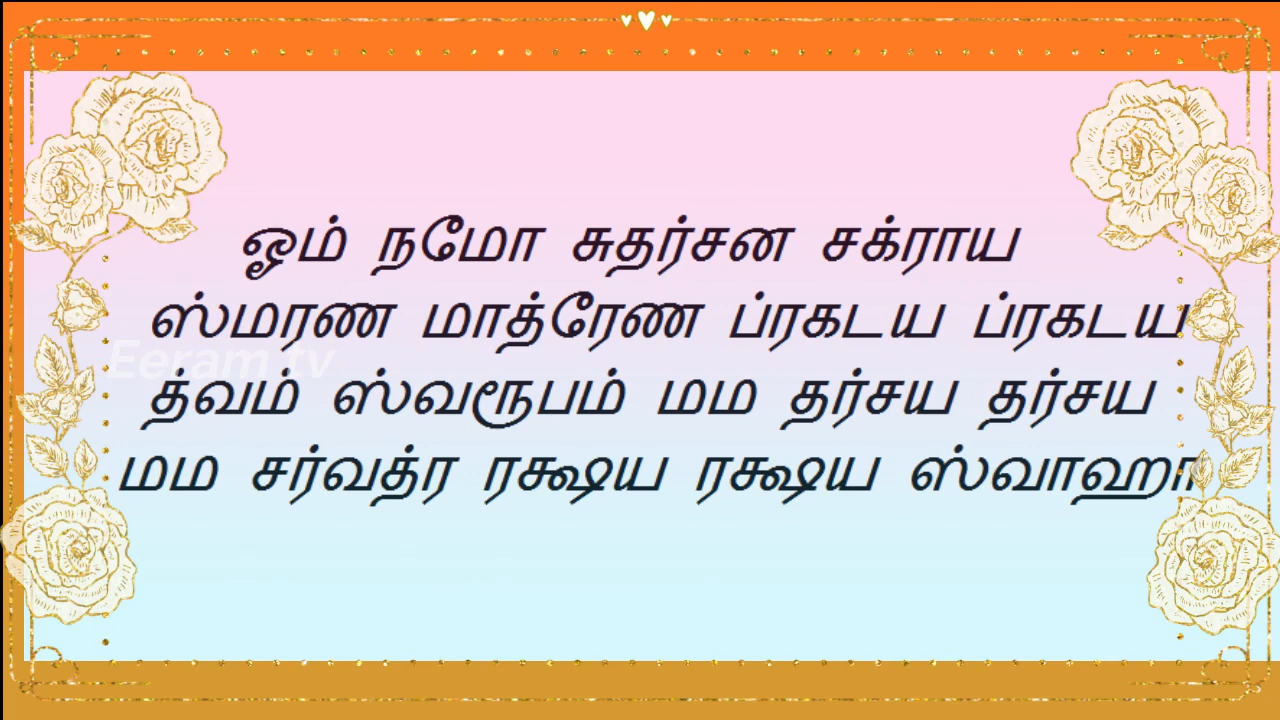 ஓம் நமோ சுதர்சன சக்ராய
ஸ்மரண மாத்ரேண ப்ரகடய ப்ரகடய
Eeram tv
த்வம் ஸ்வரூபம் மம தர்சய தர்சய
மம சர்வத்ர ரக்ஷய ரக்ஷய ஸ்வாஹா